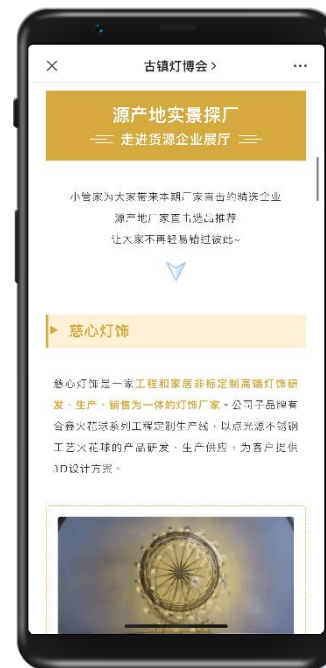 古镇灯博会 >
源产地实景探厂
走进货源企业展厅
小管家为大家带来本期厂家直击的精选企业
源产地厂家直击选品推荐
让大家不再轻易错过彼此~
慈心灯饰
慈心灯饰是一家工程和家居非标定制高端灯饰研
发、生产、销售为一体的灯饰厂家。公司子品牌有
合鑫火花球系列工程定制生产线，以点光源不锈钢
工艺火花球的产品研发、生产供应，为客户提供
3D设计方案。